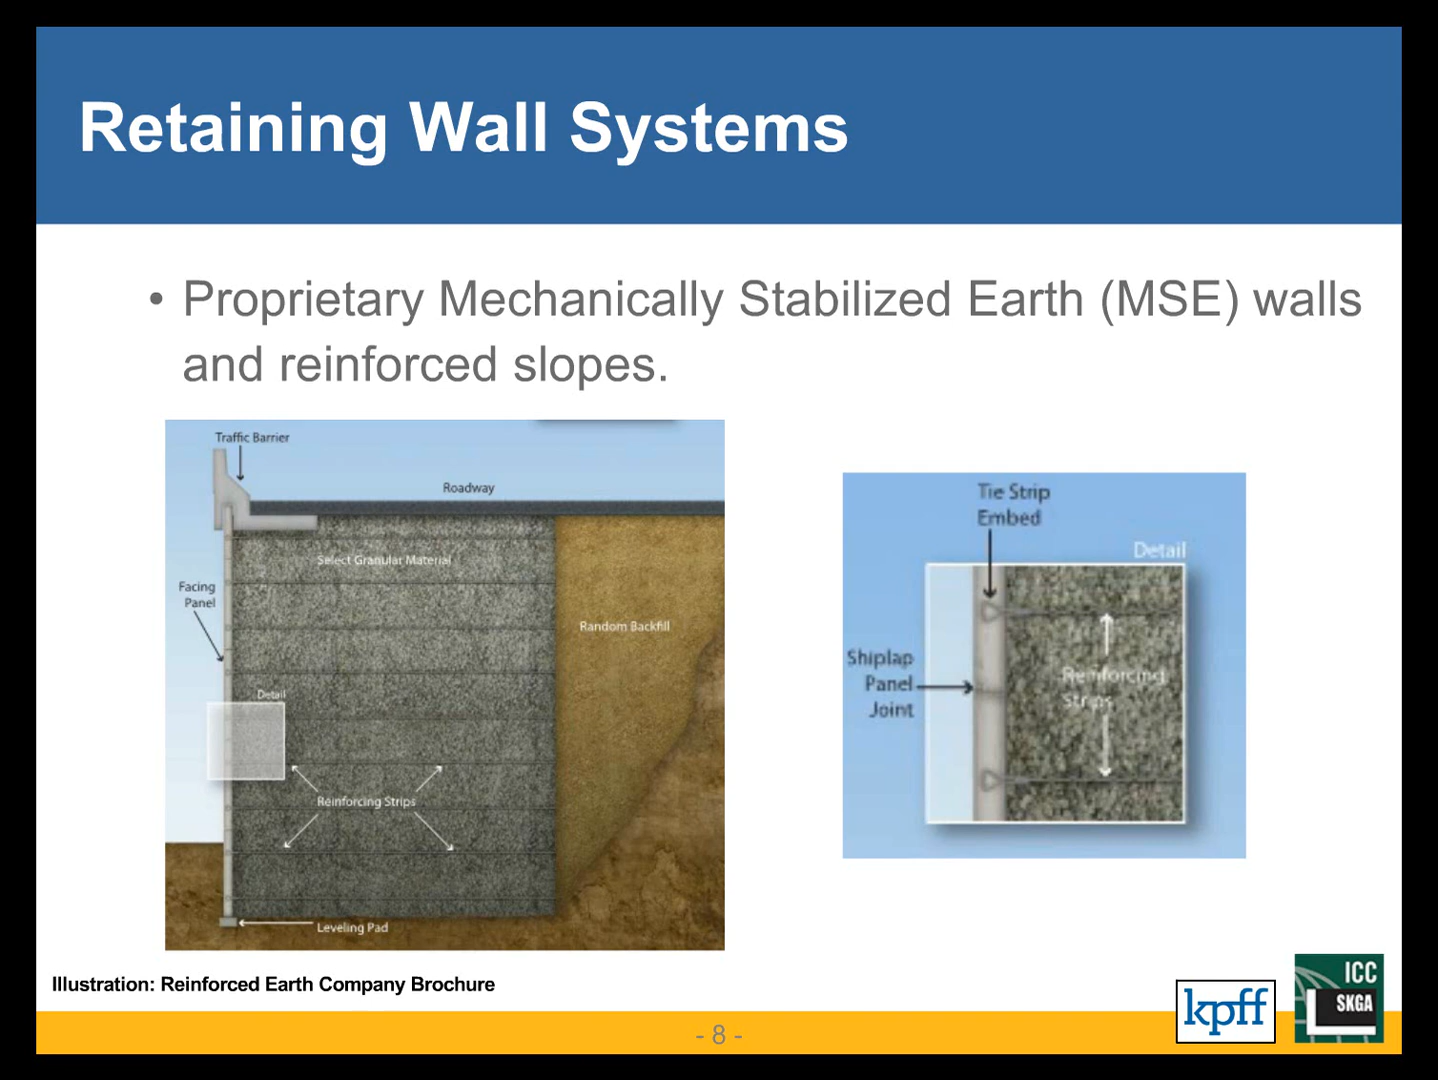 Retaining Wall Systems
• Proprietary Mechanically Stabilized Earth (MSE) walls
and reinforced slopes.
Traffic Barrier
Roadway
Select Granular Material
Facing
Panel
Random Backfill
Detail
Reinforcing Strips
Leveling Pad
Tie Strip
Embed
Detail
Shiplap
Panel
Joint
Reinforcing
Strips
Illustration: Reinforced Earth Company Brochure
kpff
ICC
SKGA
- 8 -